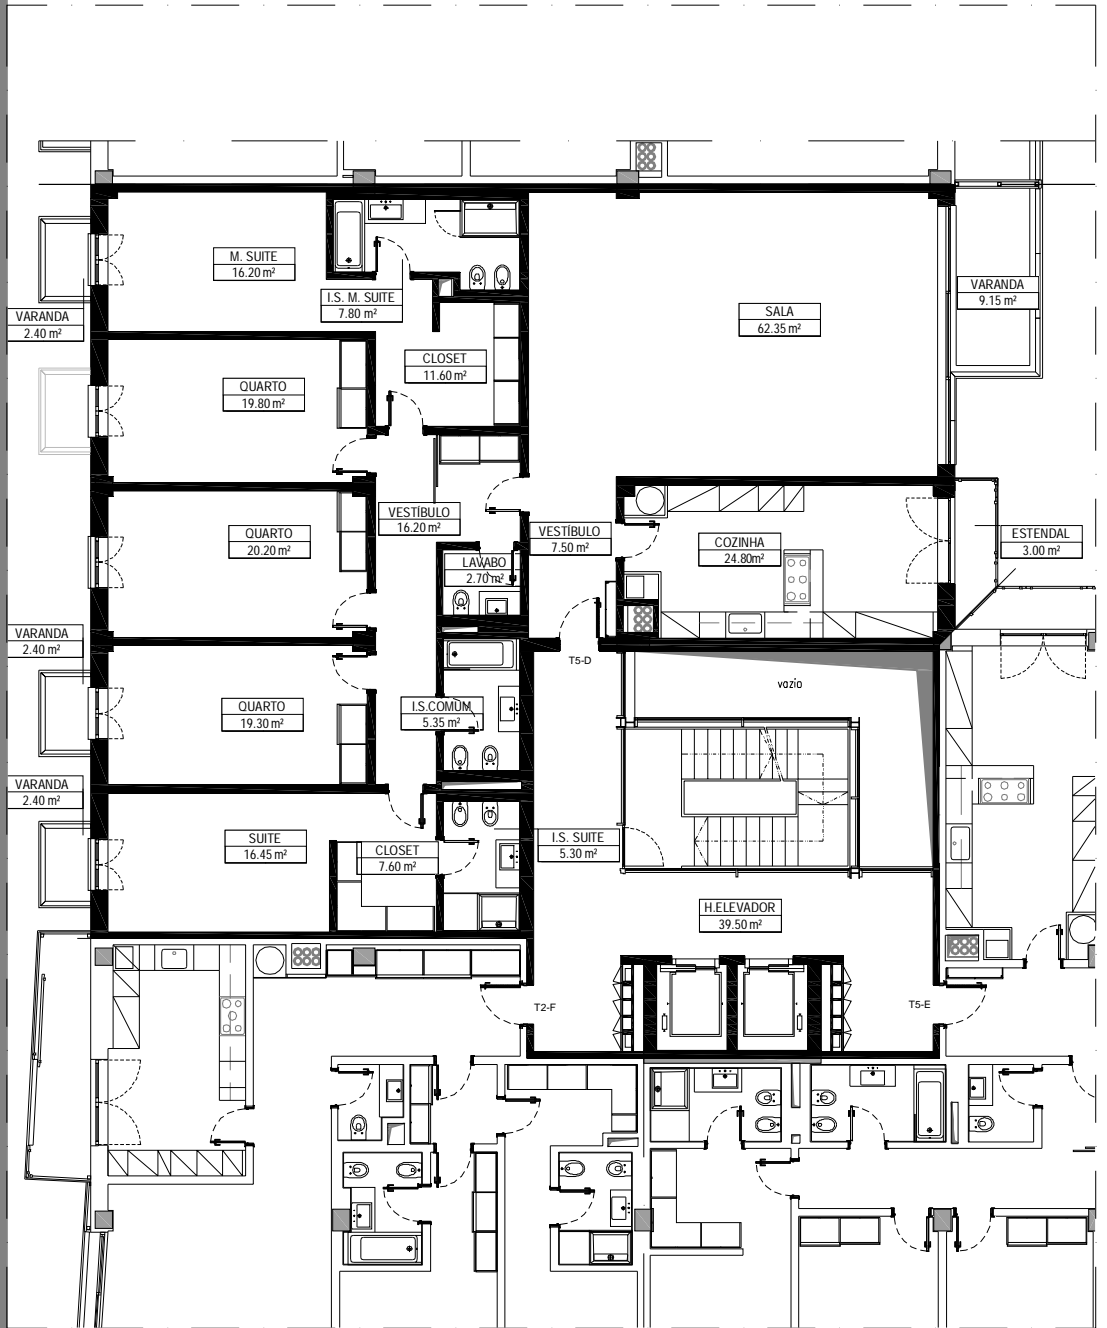 M. SUITE
16.20 m²
I.S. M. SUITE
7.80 m²
VARANDA
2.40 m²
SALA
62.35 m²
VARANDA
9.15 m²
CLOSET
11.60 m²
QUARTO
19.80 m²
VESTÍBULO
16.20 m²
QUARTO
20.20 m²
VESTÍBULO
7.50 m²
COZINHA
24.80 m²
ESTENDAL
3.00 m²
LAVABO
2.70 m²
VARANDA
2.40 m²
T5-D
vazio
QUARTO
19.30 m²
I.S.COMUM
5.35 m²
VARANDA
2.40 m²
SUITE
16.45 m²
CLOSET
7.60 m²
I.S. SUITE
5.30 m²
H.ELEVADOR
39.50 m²
T2-F
T5-E